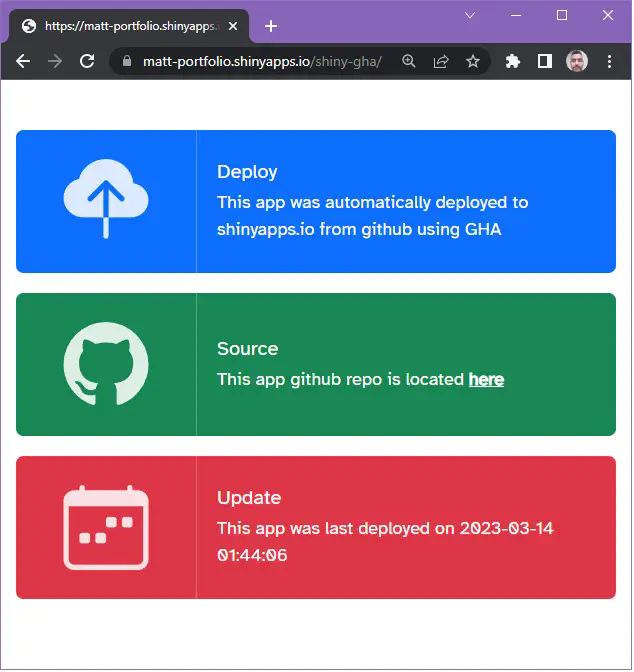 https://matt-portfolio.shinyapps.
matt-portfolio.shinyapps.io/shiny-gha/
Deploy
This app was automatically deployed to
shinyapps.io from github using GHA
Source
This app github repo is located here
Update
This app was last deployed on 2023-03-14
01:44:06